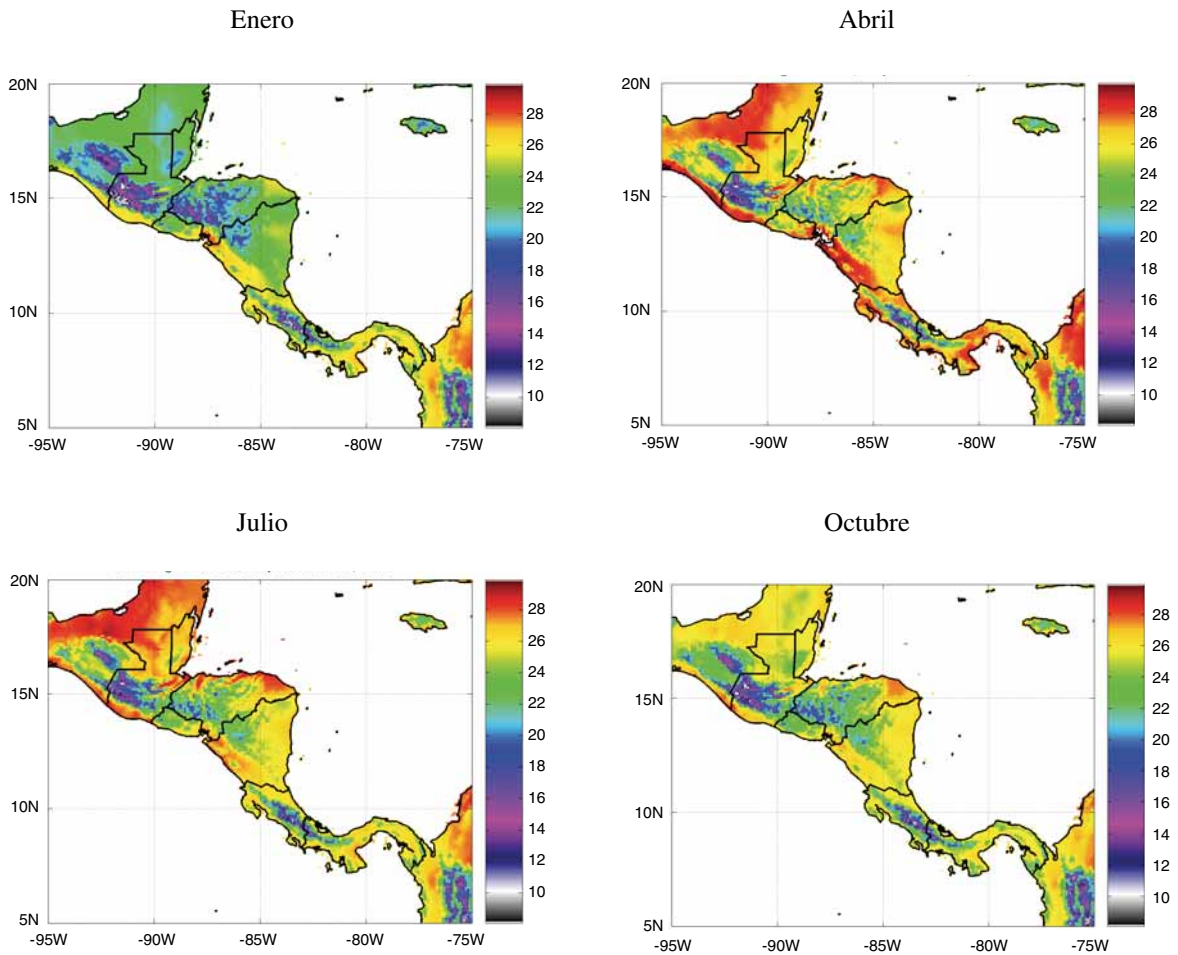 Enero
Abril
20N
15N
10N
5N
-95W
-90W
-85W
-80W
-75W
28
26
24
22
20
18
16
14
12
10
20N
15N
10N
5N
-95W
-90W
-85W
-80W
-75W
28
26
24
22
20
18
16
14
12
10
Julio
Octubre
20N
15N
10N
5N
-95W
-90W
-85W
-80W
-75W
28
26
24
22
20
18
16
14
12
10
20N
15N
10N
5N
-95W
-90W
-85W
-80W
-75W
28
26
24
22
20
18
16
14
12
10